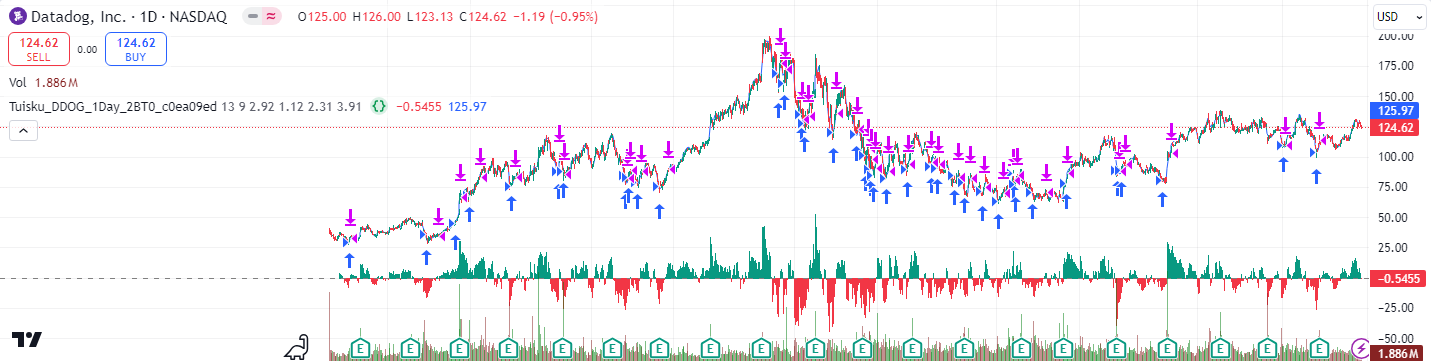 Datadog, Inc. · 1D · NASDAQ O125.00 H126.00 L123.13 C124.62 −1.19 (−0.95%)
USD
124.62 SELL 0.00 124.62 BUY
Vol 1.886 M
Tuisku_DDOG_1Day_2BT0_c0ea09ed 13 9 2.92 1.12 2.31 3.91 −0.5455 125.97
200.00
175.00
150.00
125.97
124.62
100.00
75.00
50.00
25.00
−0.5455
−25.00
−50.00
1.886 M
E E E E E E E E E E E E E E E E E E E E